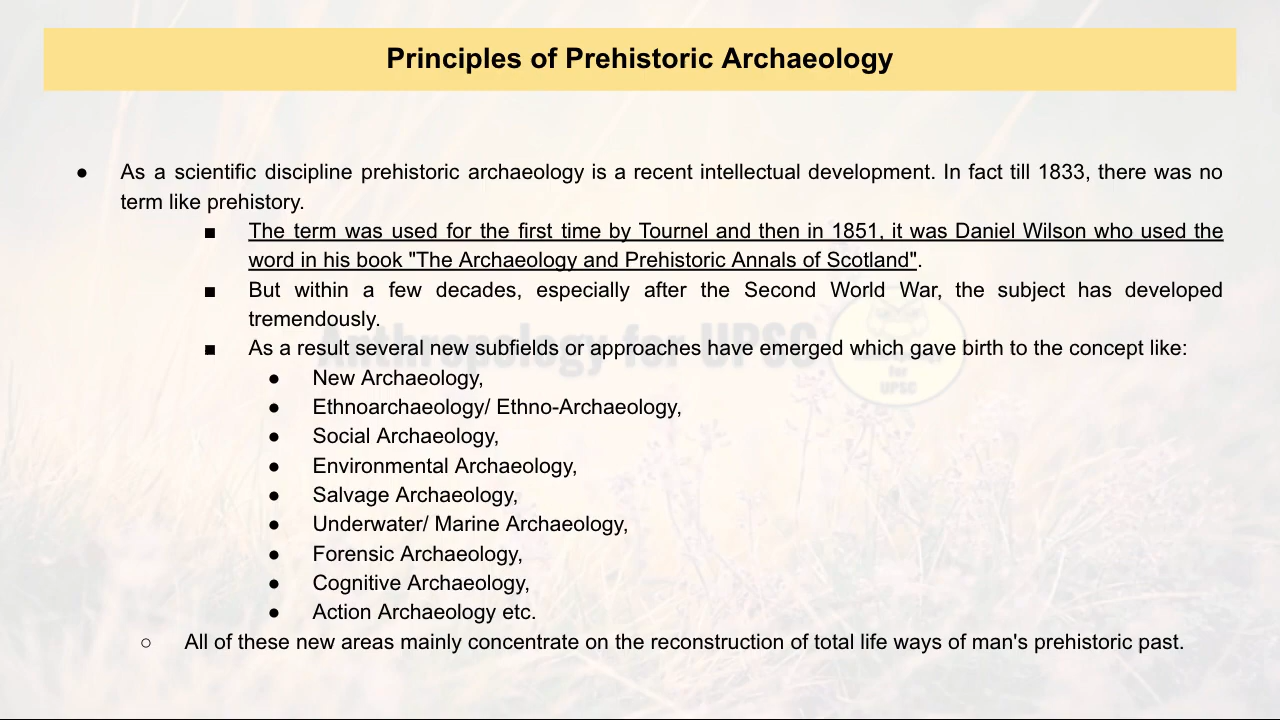 Principles of Prehistoric Archaeology
● As a scientific discipline prehistoric archaeology is a recent intellectual development. In fact till 1833, there was no
term like prehistory.
■ The term was used for the first time by Tournel and then in 1851, it was Daniel Wilson who used the
word in his book "The Archaeology and Prehistoric Annals of Scotland".
■ But within a few decades, especially after the Second World War, the subject has developed
tremendously.
■ As a result several new subfields or approaches have emerged which gave birth to the concept like:
● New Archaeology,
● Ethnoarchaeology/ Ethno-Archaeology,
● Social Archaeology,
● Environmental Archaeology,
● Salvage Archaeology,
● Underwater/ Marine Archaeology,
● Forensic Archaeology,
● Cognitive Archaeology,
● Action Archaeology etc.
○ All of these new areas mainly concentrate on the reconstruction of total life ways of man's prehistoric past.
Anthropology for UPSC
for
UPSC